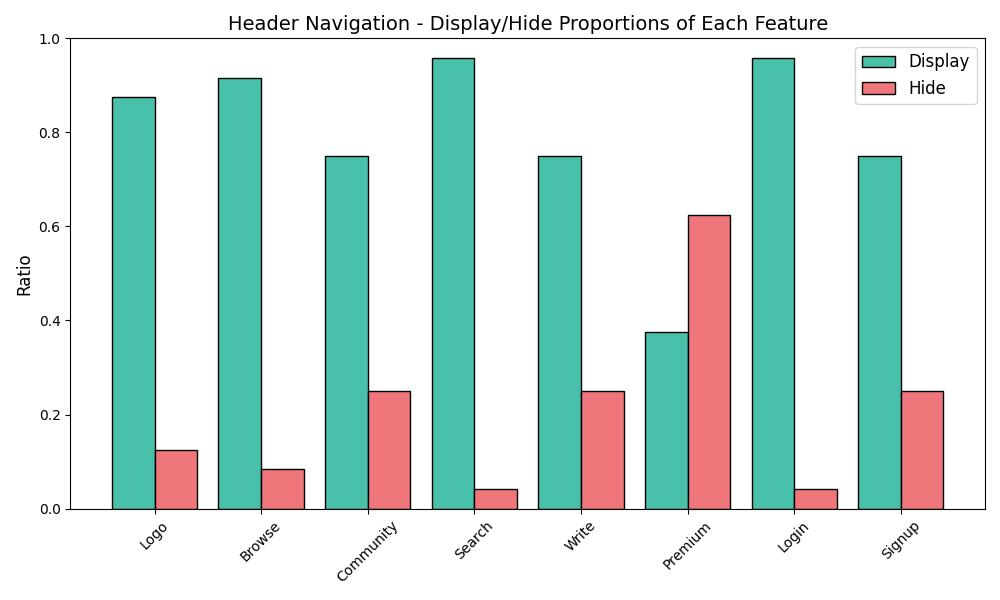 Header Navigation - Display/Hide Proportions of Each Feature
Display
Hide
Ratio
1.0
0.8
0.6
0.4
0.2
0.0
Logo
Browse
Community
Search
Write
Premium
Login
Signup